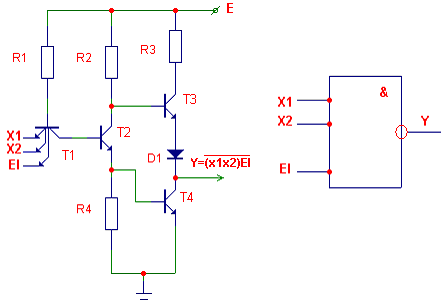 E
R1
R2
R3
T3
X1
X2
EI
T1
T2
D1
Y=(x1x2)EI
R4
T4
&
X1
X2
Y
EI